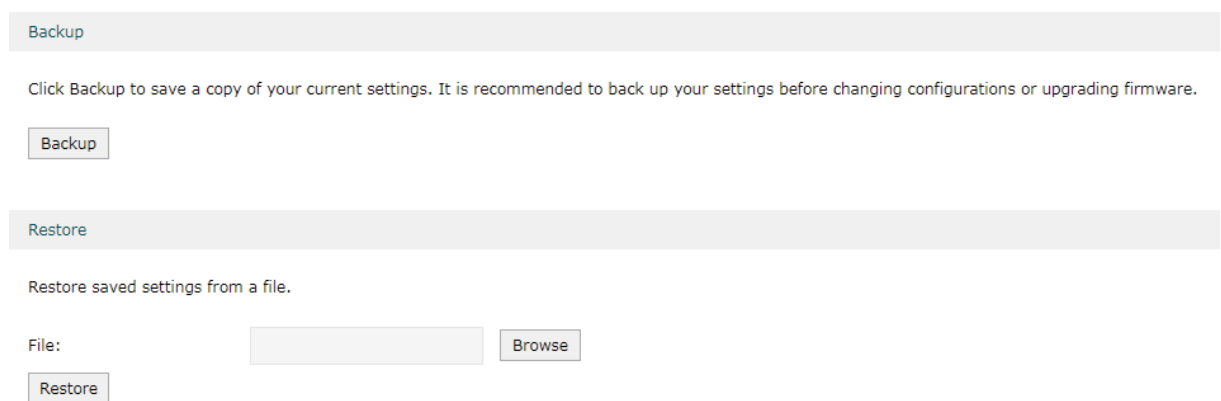 Backup
Click Backup to save a copy of your current settings. It is recommended to back up your settings before changing configurations or upgrading firmware.
Backup
Restore
Restore saved settings from a file.
File: Browse
Restore